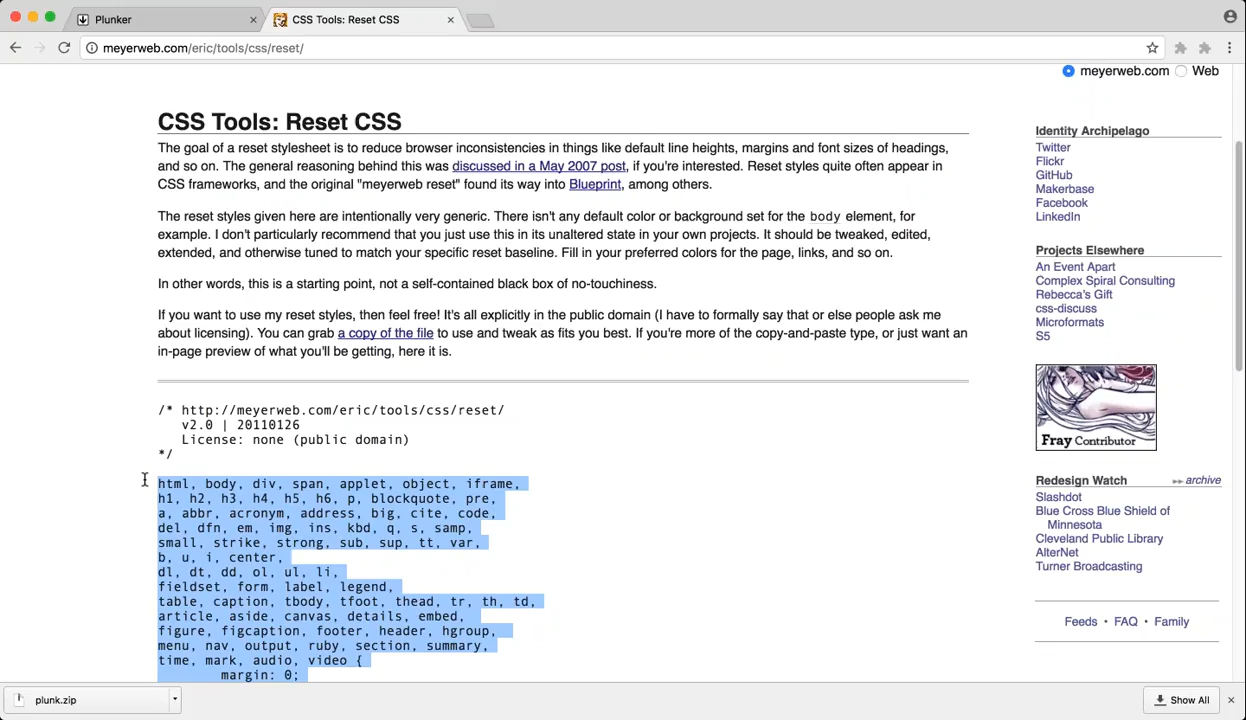 Plunker
CSS Tools: Reset CSS
meyerweb.com/eric/tools/css/reset/
meyerweb.com Web
CSS Tools: Reset CSS
The goal of a reset stylesheet is to reduce browser inconsistencies in things like default line heights, margins and font sizes of headings,
and so on. The general reasoning behind this was discussed in a May 2007 post, if you're interested. Reset styles quite often appear in
CSS frameworks, and the original "meyerweb reset" found its way into Blueprint, among others.
The reset styles given here are intentionally very generic. There isn't any default color or background set for the body element, for
example. I don't particularly recommend that you just use this in its unaltered state in your own projects. It should be tweaked, edited,
extended, and otherwise tuned to match your specific reset baseline. Fill in your preferred colors for the page, links, and so on.
In other words, this is a starting point, not a self-contained black box of no-touchiness.
If you want to use my reset styles, then feel free! It's all explicitly in the public domain (I have to formally say that or else people ask me
about licensing). You can grab a copy of the file to use and tweak as fits you best. If you're more of the copy-and-paste type, or just want an
in-page preview of what you'll be getting, here it is.
/* http://meyerweb.com/eric/tools/css/reset/
v2.0 | 20110126
License: none (public domain)
*/
html, body, div, span, applet, object, iframe,
h1, h2, h3, h4, h5, h6, p, blockquote, pre,
a, abbr, acronym, address, big, cite, code,
del, dfn, em, img, ins, kbd, q, s, samp,
small, strike, strong, sub, sup, tt, var,
b, u, i, center,
dl, dt, dd, ol, ul, li,
fieldset, form, label, legend,
table, caption, tbody, tfoot, thead, tr, th, td,
article, aside, canvas, details, embed,
figure, figcaption, footer, header, hgroup,
menu, nav, output, ruby, section, summary,
time, mark, audio, video {
margin: 0;
Identity Archipelago
Twitter
Flickr
GitHub
Makerbase
Facebook
LinkedIn
Projects Elsewhere
An Event Apart
Complex Spiral Consulting
Rebecca's Gift
css-discuss
Microformats
S5
Fray Contributor
Redesign Watch ▸▸ archive
Slashdot
Blue Cross Blue Shield of
Minnesota
Cleveland Public Library
AlterNet
Turner Broadcasting
Feeds • FAQ • Family
plunk.zip
Show All